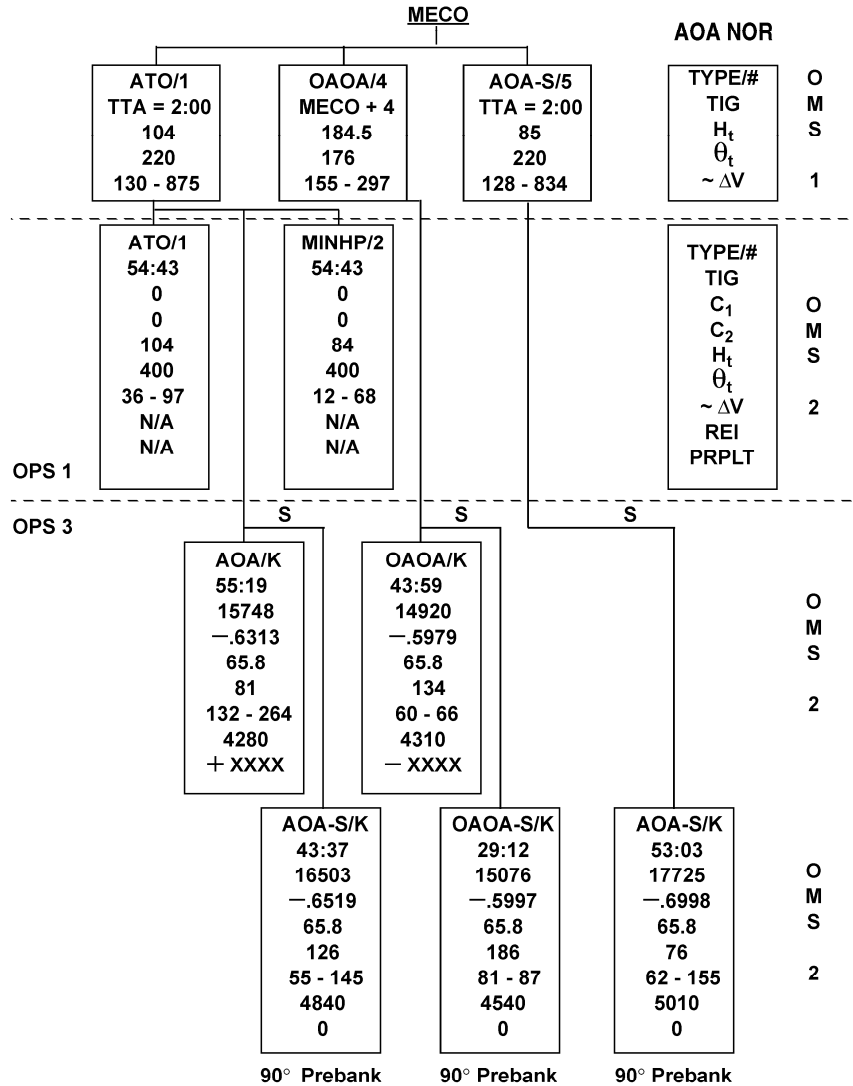 MECO
AOA NOR
ATO/1
TTA = 2:00
104
220
130 - 875
OAOA/4
MECO + 4
184.5
176
155 - 297
AOA-S/5
TTA = 2:00
85
220
128 - 834
TYPE/#
TIG
Ht
θt
~ ΔV
O
M
S
1
ATO/1
54:43
0
0
104
400
36 - 97
N/A
N/A
MINHP/2
54:43
0
0
84
400
12 - 68
N/A
N/A
TYPE/#
TIG
C1
C2
Ht
θt
~ ΔV
REI
PRPLT
O
M
S
2
OPS 1
OPS 3
S
S
S
AOA/K
55:19
15748
—.6313
65.8
81
132 - 264
4280
+ XXXX
OAOA/K
43:59
14920
—.5979
65.8
134
60 - 66
4310
— XXXX
O
M
S
2
AOA-S/K
43:37
16503
—.6519
65.8
126
55 - 145
4840
0
90° Prebank
OAOA-S/K
29:12
15076
—.5997
65.8
186
81 - 87
4540
0
90° Prebank
AOA-S/K
53:03
17725
—.6998
65.8
76
62 - 155
5010
0
90° Prebank
O
M
S
2